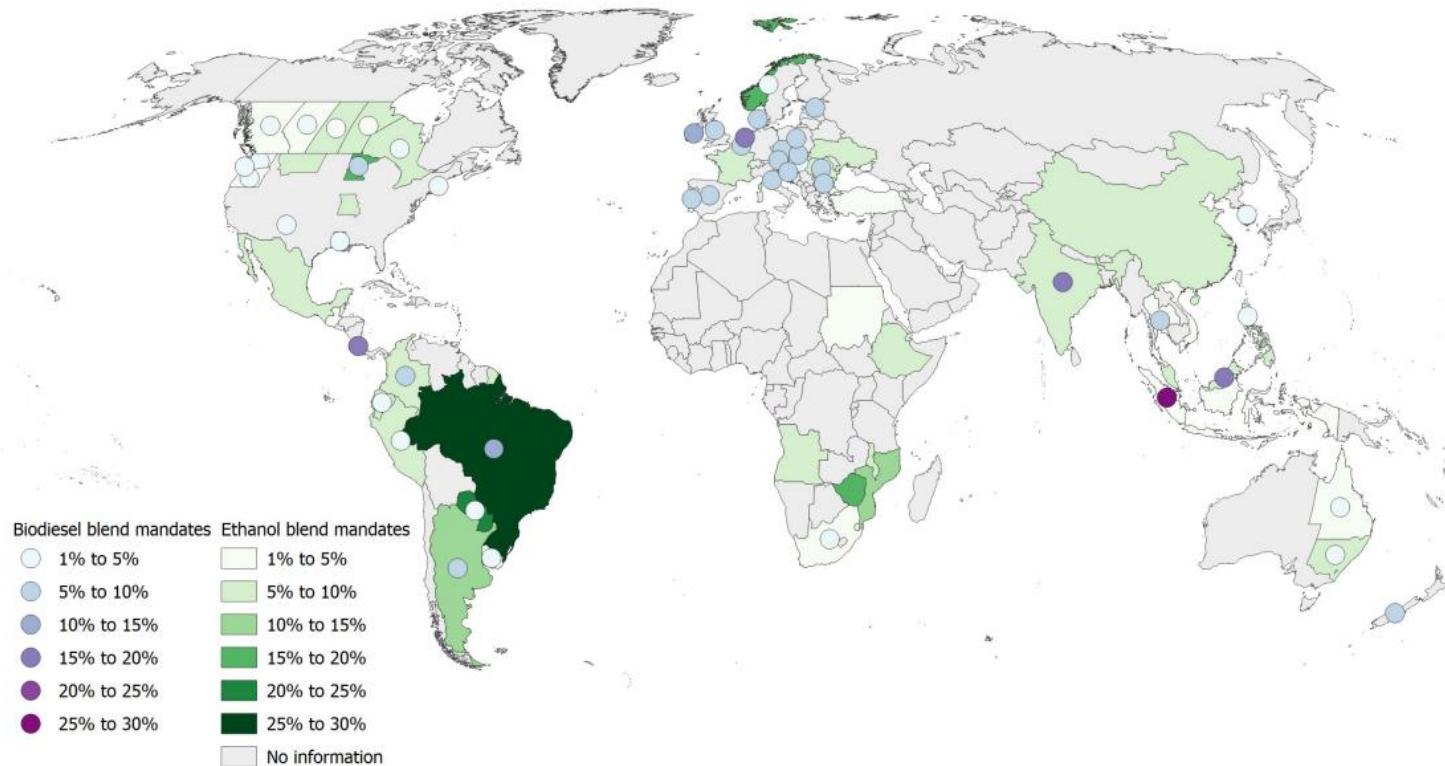 Biodiesel blend mandates
1% to 5%
5% to 10%
10% to 15%
15% to 20%
20% to 25%
25% to 30%
Ethanol blend mandates
1% to 5%
5% to 10%
10% to 15%
15% to 20%
20% to 25%
25% to 30%
No information